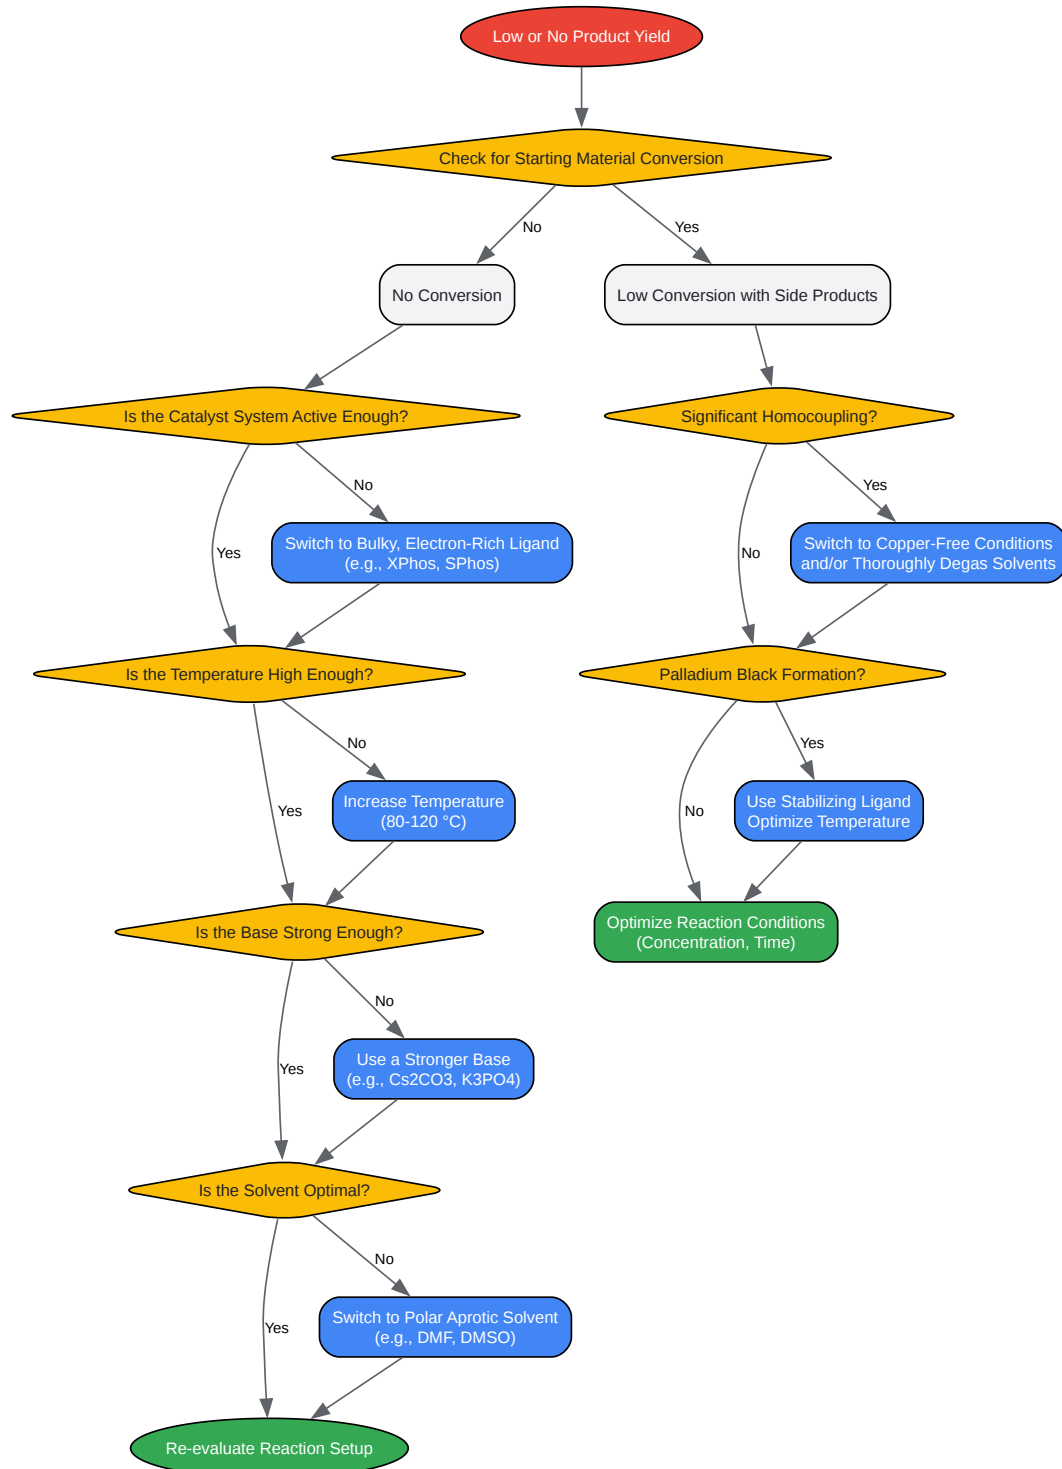 Low or No Product Yield
Check for Starting Material Conversion
No
Yes
No Conversion
Low Conversion with Side Products
Is the Catalyst System Active Enough?
Significant Homocoupling?
No
Yes
Switch to Bulky, Electron-Rich Ligand
(e.g., XPhos, SPhos)
Switch to Copper-Free Conditions
and/or Thoroughly Degas Solvents
Yes
No
Is the Temperature High Enough?
Palladium Black Formation?
No
Yes
Increase Temperature
(80-120 °C)
Use Stabilizing Ligand
Optimize Temperature
Yes
No
Is the Base Strong Enough?
Optimize Reaction Conditions
(Concentration, Time)
No
Use a Stronger Base
(e.g., Cs2CO3, K3PO4)
Yes
Is the Solvent Optimal?
No
Switch to Polar Aprotic Solvent
(e.g., DMF, DMSO)
Yes
Re-evaluate Reaction Setup